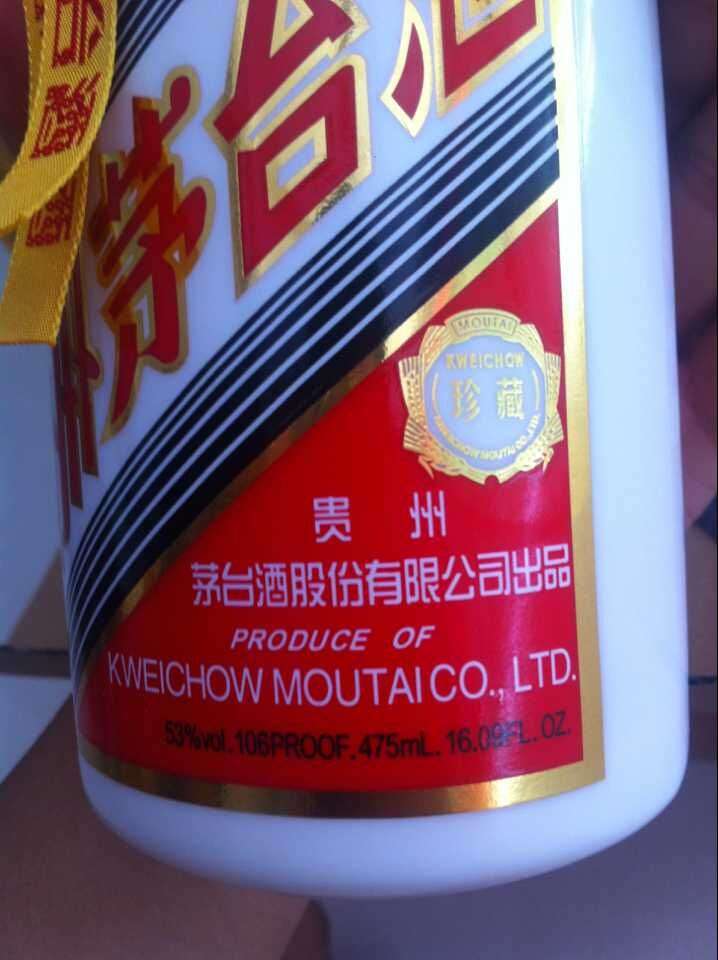 茅台酒
MOUTAI
KWEICHOW
珍藏
贵州
茅台酒股份有限公司出品
PRODUCE OF
KWEICHOW MOUTAI CO., LTD.
53%vol.106PROOF.475mL.16.09FL.OZ.